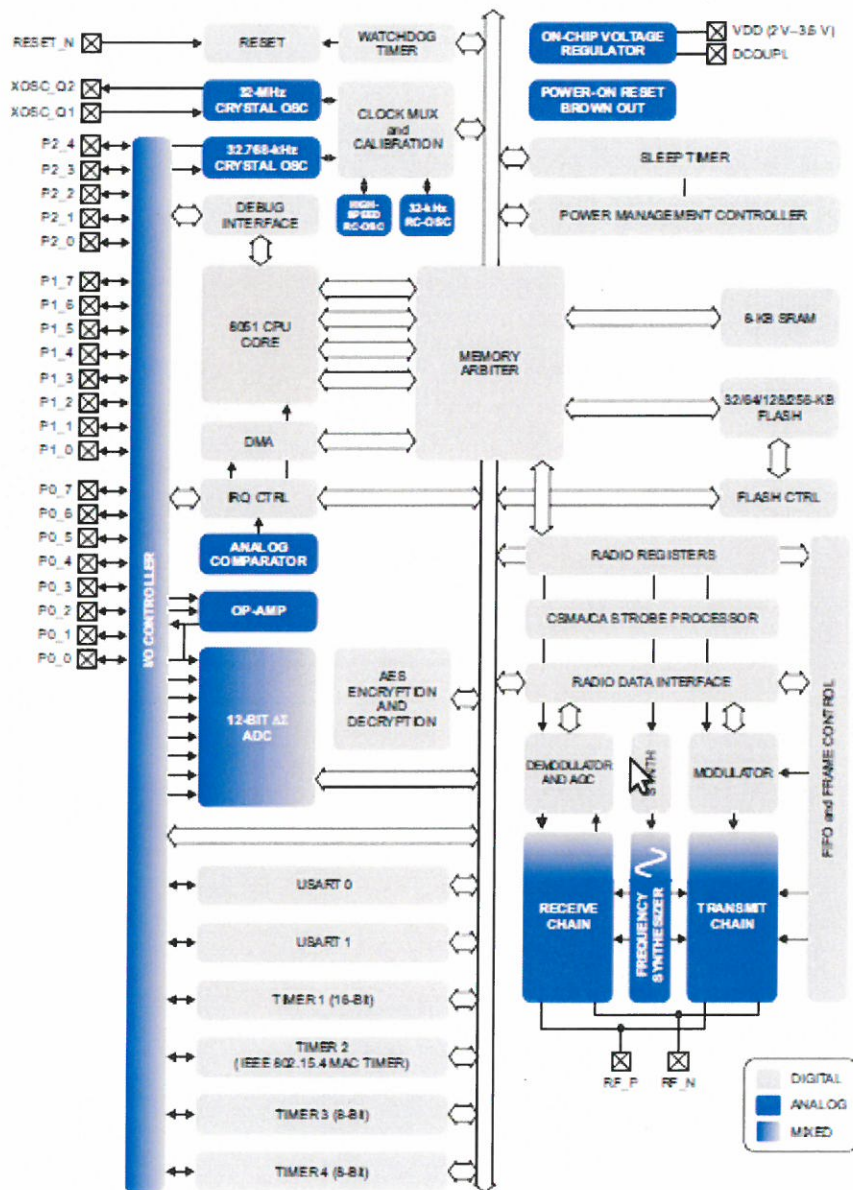 RESET_N
RESET
WATCHDOG
TIMER
ON-CHIP VOLTAGE
REGULATOR
VDD (2 V–3.6 V)
DCOUPL
XOSC_Q2
XOSC_Q1
32-MHz
CRYSTAL OSC
CLOCK MUX
and
CALIBRATION
POWER-ON RESET
BROWN OUT
P2_4
P2_3
P2_2
P2_1
P2_0
32.768-kHz
CRYSTAL OSC
SLEEP TIMER
DEBUG
INTERFACE
HIGH-
SPEED
RC-OSC
32-kHz
RC-OSC
POWER MANAGEMENT CONTROLLER
P1_7
P1_6
P1_5
P1_4
P1_3
P1_2
P1_1
P1_0
8051 CPU
CORE
MEMORY
ARBITER
8-KB SRAM
32/64/128/256-KB
FLASH
DMA
P0_7
P0_6
P0_5
P0_4
P0_3
P0_2
P0_1
P0_0
IRQ CTRL
FLASH CTRL
ANALOG
COMPARATOR
RADIO REGISTERS
OP-AMP
CSMA/CA STROBE PROCESSOR
I/O CONTROLLER
12-BIT ΔΣ
ADC
AES
ENCRYPTION
AND
DECRYPTION
RADIO DATA INTERFACE
DEMODULATOR
AND AGC
SYNTH
MODULATOR
FIFO and FRAME CONTROL
RECEIVE
CHAIN
FREQUENCY
SYNTHESIZER
TRANSMIT
CHAIN
USART 0
USART 1
TIMER 1 (16-Bit)
TIMER 2
(IEEE 802.15.4 MAC TIMER)
TIMER 3 (8-Bit)
TIMER 4 (8-Bit)
RF_P
RF_N
DIGITAL
ANALOG
MIXED